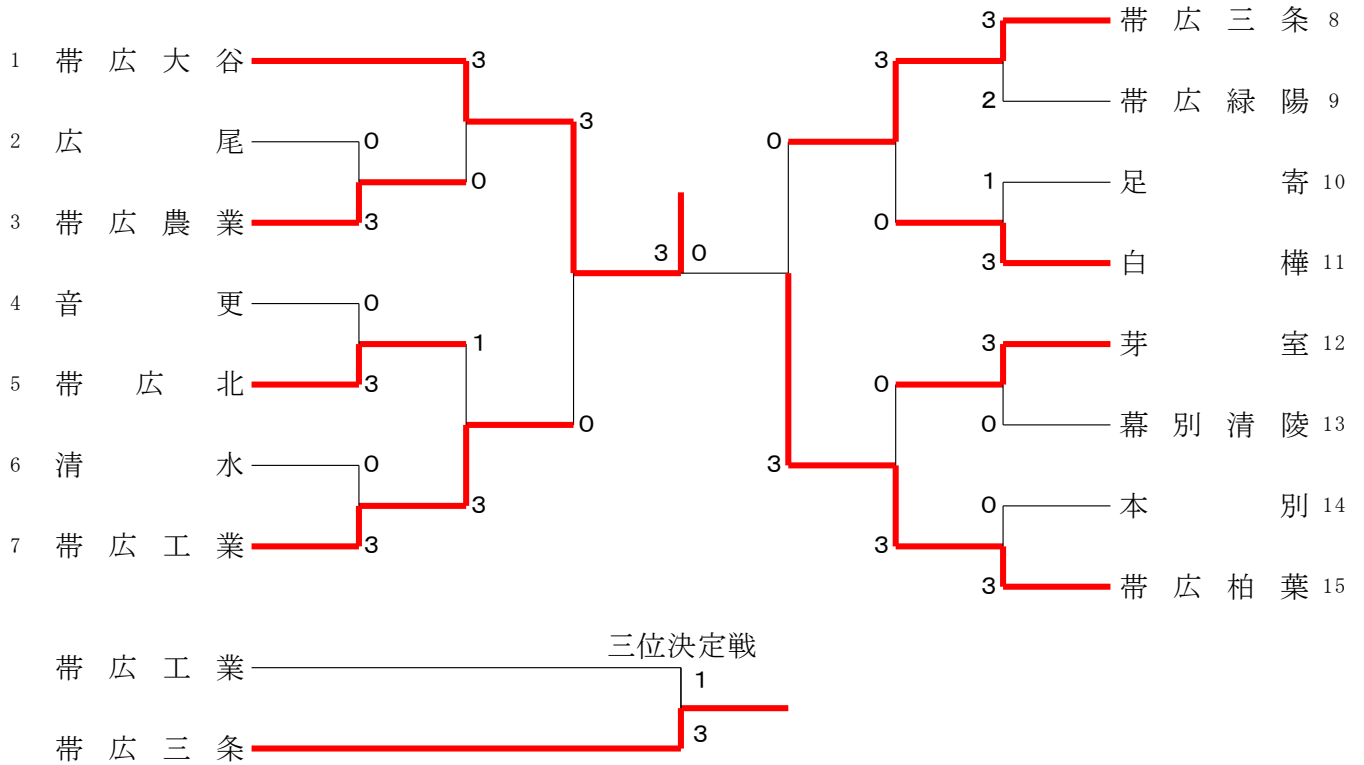 1 帯広大谷 3
2 広尾 0
3 帯広農業 3
0
3
4 音更 0
5 帯広北 3
1
6 清水 0
7 帯広工業 3
3
0
3 0
3 帯広三条 8
2 帯広緑陽 9
3
1 足寄 10
3 白樺 11
0
0
3 芽室 12
0 幕別清陵 13
0
0 本別 14
3 帯広柏葉 15
3
3
三位決定戦
帯広工業 1
帯広三条 3